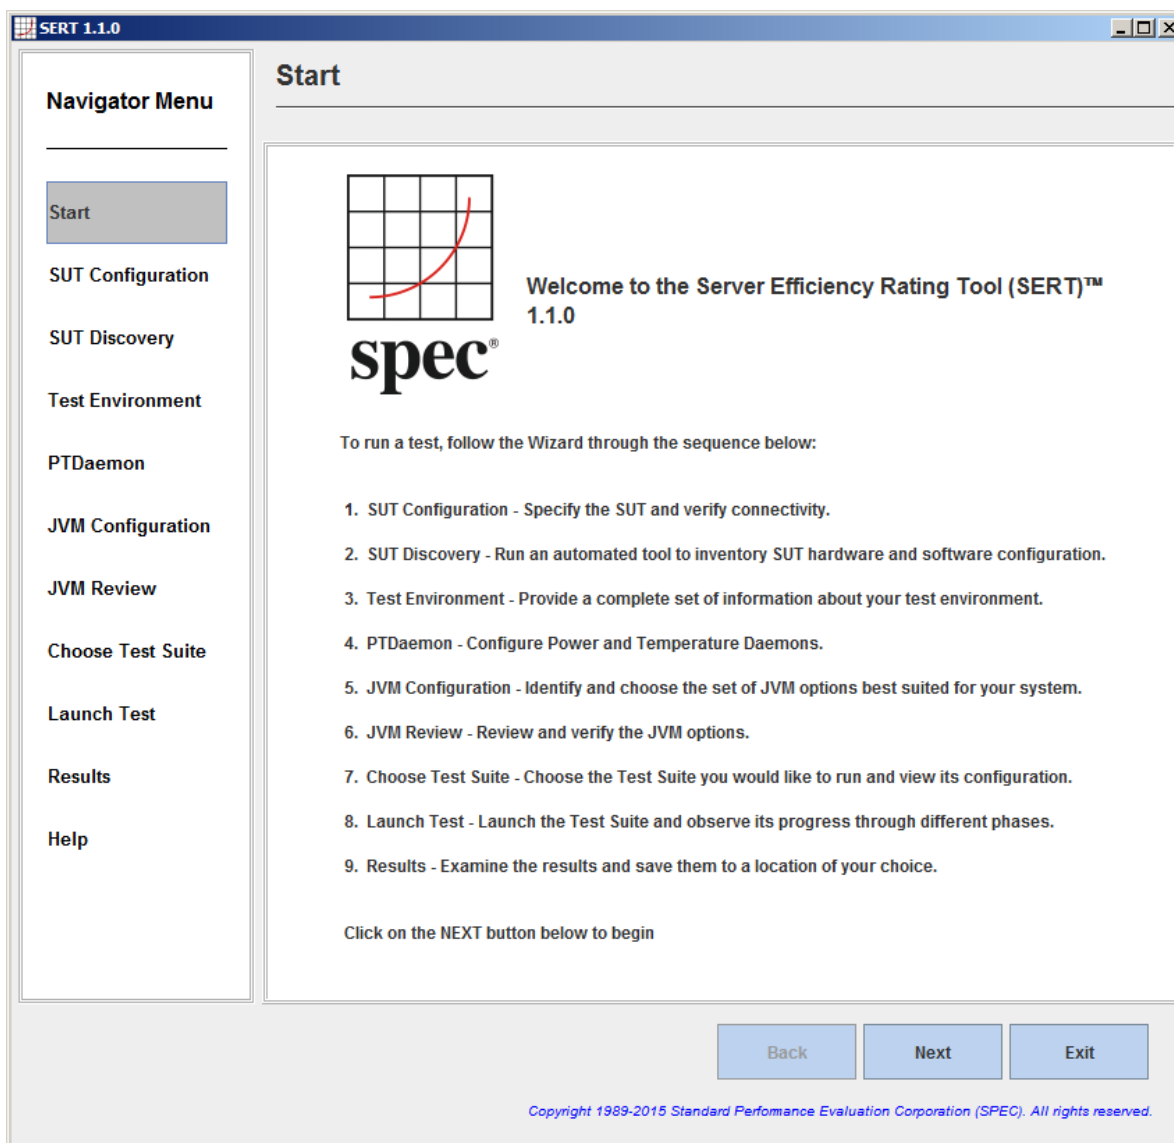 SERT 1.1.0
Navigator Menu
Start
SUT Configuration
SUT Discovery
Test Environment
PTDaemon
JVM Configuration
JVM Review
Choose Test Suite
Launch Test
Results
Help
Start
spec®
Welcome to the Server Efficiency Rating Tool (SERT)™
1.1.0
To run a test, follow the Wizard through the sequence below:
1. SUT Configuration - Specify the SUT and verify connectivity.
2. SUT Discovery - Run an automated tool to inventory SUT hardware and software configuration.
3. Test Environment - Provide a complete set of information about your test environment.
4. PTDaemon - Configure Power and Temperature Daemons.
5. JVM Configuration - Identify and choose the set of JVM options best suited for your system.
6. JVM Review - Review and verify the JVM options.
7. Choose Test Suite - Choose the Test Suite you would like to run and view its configuration.
8. Launch Test - Launch the Test Suite and observe its progress through different phases.
9. Results - Examine the results and save them to a location of your choice.
Click on the NEXT button below to begin
Back
Next
Exit
Copyright 1989-2015 Standard Performance Evaluation Corporation (SPEC). All rights reserved.